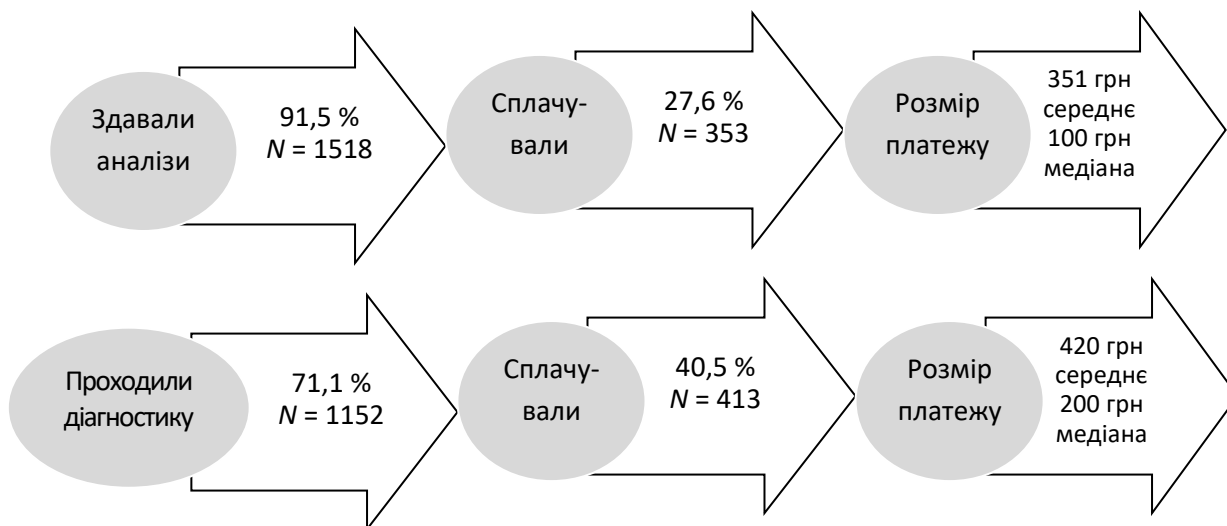 Здавали
аналізи
91,5 %
N = 1518
Сплачу-
вали
27,6 %
N = 353
Розмір
платежу
351 грн
середнє
100 грн
медіана
Проходили
діагностику
71,1 %
N = 1152
Сплачу-
вали
40,5 %
N = 413
Розмір
платежу
420 грн
середнє
200 грн
медіана